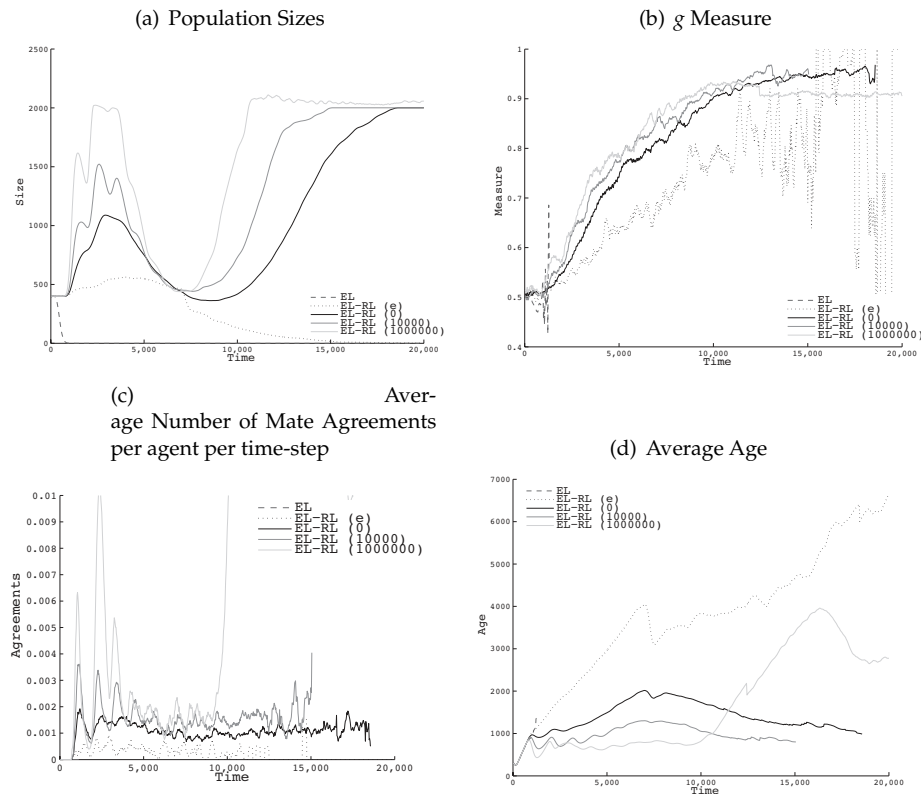 (a) Population Sizes
2500
2000
1500
1000
500
0
Size
0
5,000
10,000
15,000
20,000
Time
EL
EL-RL (e)
EL-RL (0)
EL-RL (10000)
EL-RL (1000000)
(b) g Measure
1
0.9
0.8
0.7
0.6
0.5
0.4
Measure
0
5,000
10,000
15,000
20,000
Time
EL
EL-RL (e)
EL-RL (0)
EL-RL (10000)
EL-RL (1000000)
(c) Aver-
age Number of Mate Agreements
per agent per time-step
0.01
0.009
0.008
0.007
0.006
0.005
0.004
0.003
0.002
0.001
0
Agreements
0
5,000
10,000
15,000
20,000
Time
EL
EL-RL (e)
EL-RL (0)
EL-RL (10000)
EL-RL (1000000)
(d) Average Age
7000
6000
5000
4000
3000
2000
1000
0
Age
0
5,000
10,000
15,000
20,000
Time
EL
EL-RL (e)
EL-RL (0)
EL-RL (10000)
EL-RL (1000000)